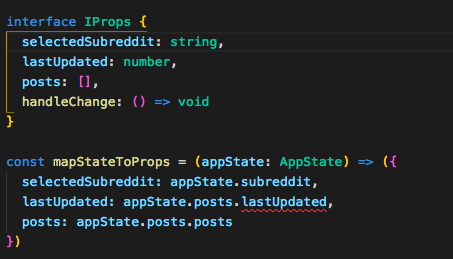 interface IProps {
selectedSubreddit: string,
lastUpdated: number,
posts: [],
handleChange: () => void
}
const mapStateToProps = (appState: AppState) => ({
selectedSubreddit: appState.subreddit,
lastUpdated: appState.posts.lastUpdated,
posts: appState.posts.posts
})